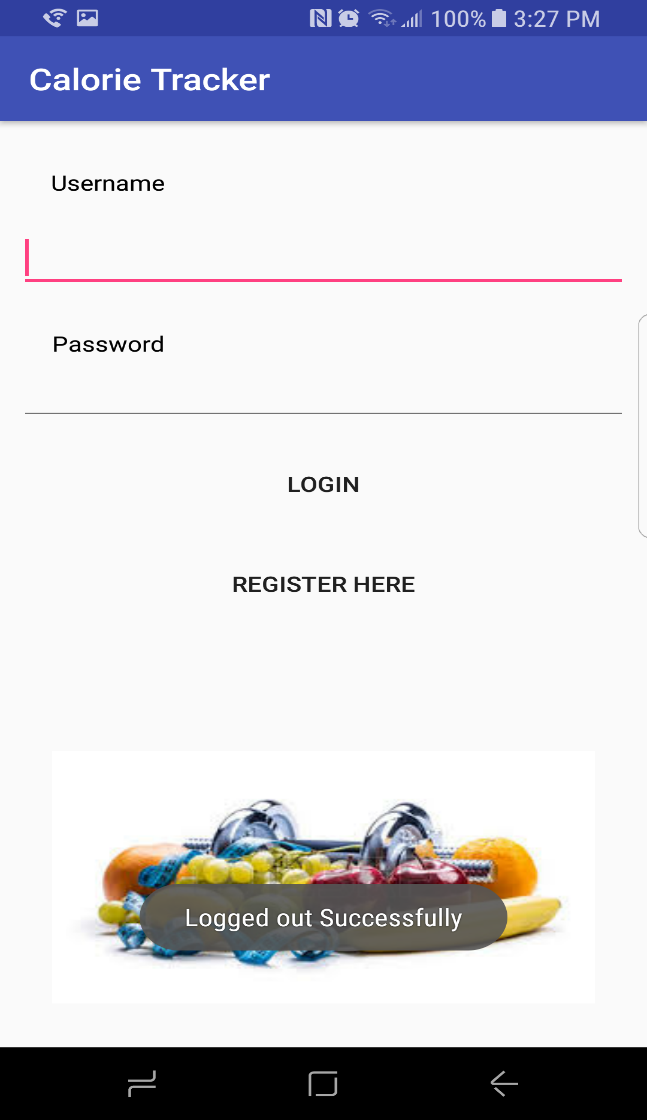 100% 3:27 PM
Calorie Tracker
Username
Password
LOGIN
REGISTER HERE
Logged out Successfully